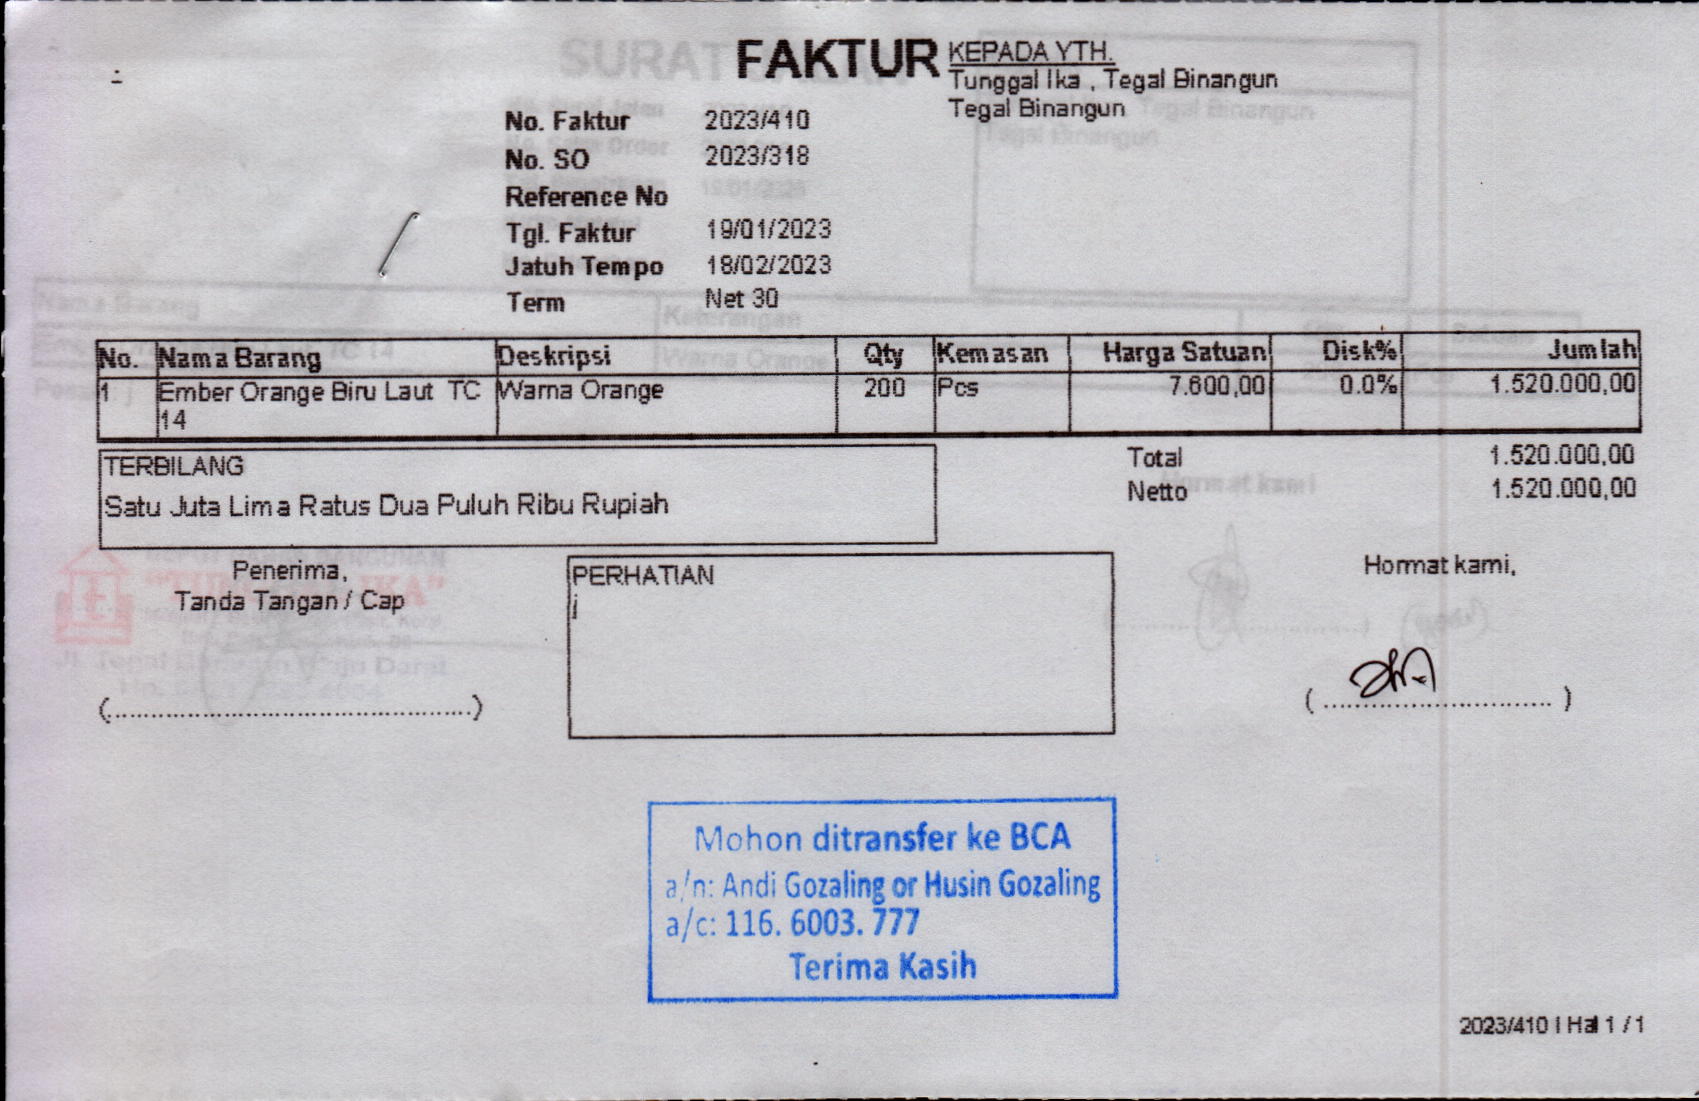 FAKTUR
KEPADA YTH.
Tunggal Ika , Tegal Binangun
Tegal Binangun
No. Faktur 2023/410
No. SO 2023/318
Reference No
Tgl. Faktur 19/01/2023
Jatuh Tempo 18/02/2023
Term Net 30
No. Nama Barang Deskripsi Qty Kemasan Harga Satuan Disk% Jumlah
1 Ember Orange Biru Laut TC Warna Orange 200 Pcs 7.600,00 0.0% 1.520.000,00
14
TERBILANG
Satu Juta Lima Ratus Dua Puluh Ribu Rupiah
Total 1.520.000,00
Netto 1.520.000,00
Penerima,
Tanda Tangan / Cap
PERHATIAN
j
Hormat kami,
Mohon ditransfer ke BCA
a/n: Andi Gozaling or Husin Gozaling
a/c: 116. 6003. 777
Terima Kasih
2023/410 | Hal 1 / 1